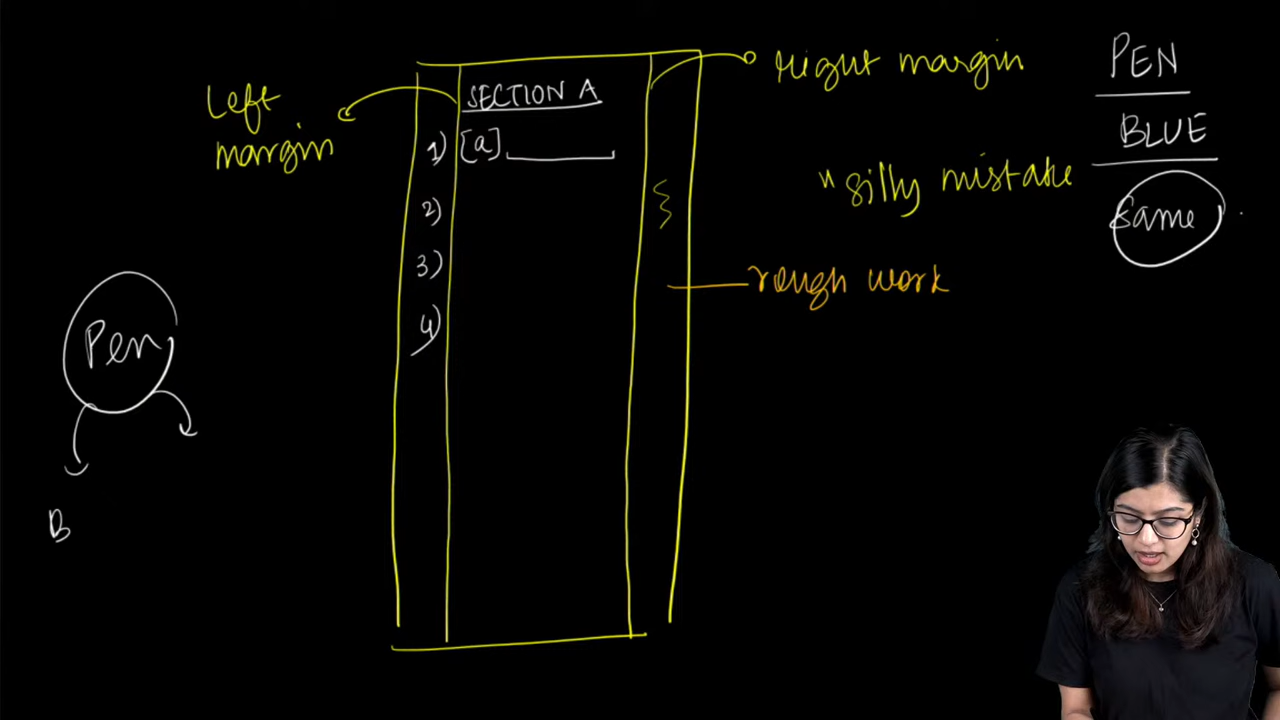 PEN
Right margin
SECTION A
Left
margin
BLUE
1) [a]
" silly mistake
2)
Same
3)
rough work
4)
Pen
B